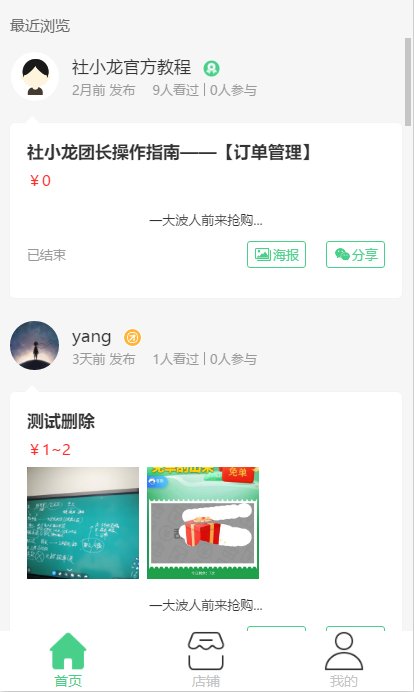 最近浏览
社小龙官方教程
2月前 发布 9人看过 | 0人参与
社小龙团长操作指南——【订单管理】
￥0
一大波人前来抢购...
已结束 海报 分享
yang 团
3天前 发布 1人看过 | 0人参与
测试删除
￥1~2
免单
一大波人前来抢购...
首页 店铺 我的